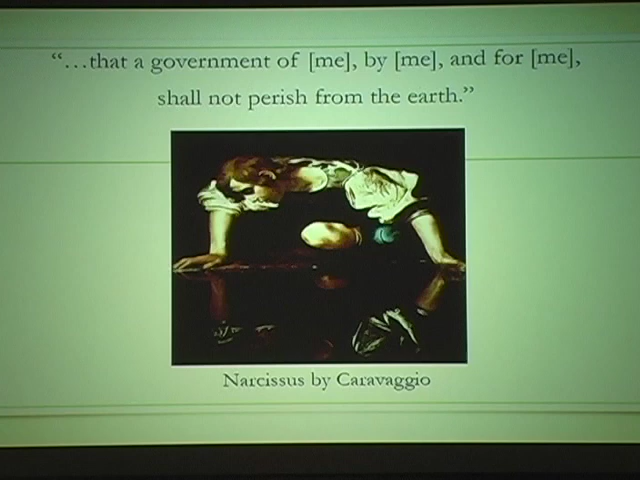 “…that a government of [me], by [me], and for [me],
shall not perish from the earth.”
Narcissus by Caravaggio